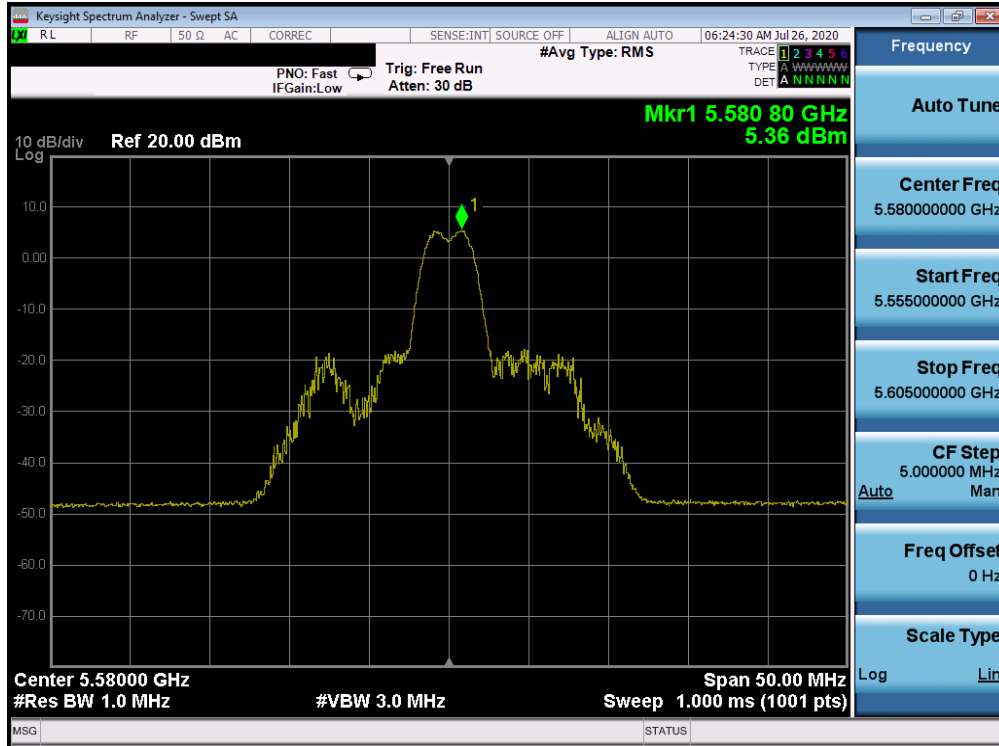 Keysight Spectrum Analyzer - Swept SA
LXI RL RF 50 Ω AC CORREC SENSE:INT SOURCE OFF ALIGN AUTO 06:24:30 AM Jul 26, 2020
#Avg Type: RMS
TRACE 1 2 3 4 5 6
TYPE A WWWWW
DET A N N N N N
PNO: Fast
IFGain:Low
Trig: Free Run
Atten: 30 dB
Mkr1 5.580 80 GHz
5.36 dBm
10 dB/div Ref 20.00 dBm
Log
1
10.0
0.00
-10.0
-20.0
-30.0
-40.0
-50.0
-60.0
-70.0
Center 5.58000 GHz Span 50.00 MHz
#Res BW 1.0 MHz #VBW 3.0 MHz Sweep 1.000 ms (1001 pts)
MSG STATUS
Frequency
Auto Tune
Center Freq
5.580000000 GHz
Start Freq
5.555000000 GHz
Stop Freq
5.605000000 GHz
CF Step
5.000000 MHz
Auto Man
Freq Offset
0 Hz
Scale Type
Log Lin